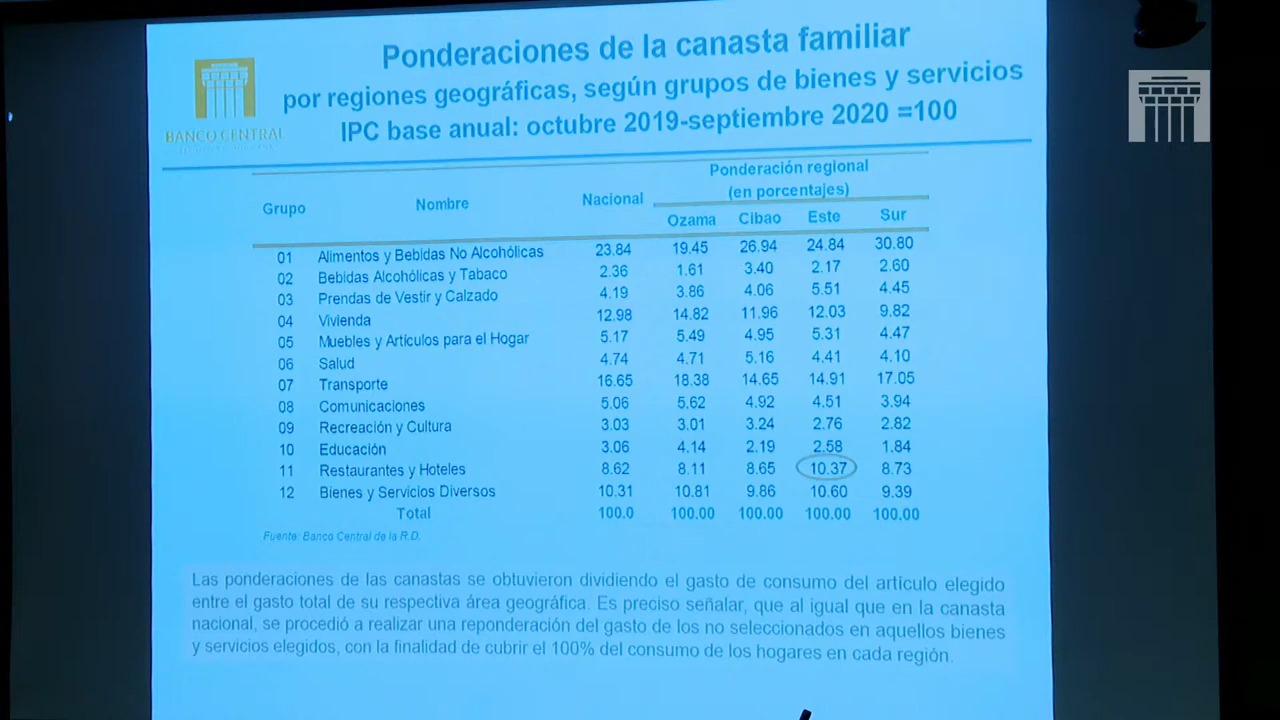 Ponderaciones de la canasta familiar
por regiones geográficas, según grupos de bienes y servicios
IPC base anual: octubre 2019-septiembre 2020 =100
BANCO CENTRAL
Ponderación regional
(en porcentajes)
Grupo Nombre Nacional Ozama Cibao Este Sur
01 Alimentos y Bebidas No Alcohólicas 23.84 19.45 26.94 24.84 30.80
02 Bebidas Alcohólicas y Tabaco 2.36 1.61 3.40 2.17 2.60
03 Prendas de Vestir y Calzado 4.19 3.86 4.06 5.51 4.45
04 Vivienda 12.98 14.82 11.96 12.03 9.82
05 Muebles y Artículos para el Hogar 5.17 5.49 4.95 5.31 4.47
06 Salud 4.74 4.71 5.16 4.41 4.10
07 Transporte 16.65 18.38 14.65 14.91 17.05
08 Comunicaciones 5.06 5.62 4.92 4.51 3.94
09 Recreación y Cultura 3.03 3.01 3.24 2.76 2.82
10 Educación 3.06 4.14 2.19 2.58 1.84
11 Restaurantes y Hoteles 8.62 8.11 8.65 10.37 8.73
12 Bienes y Servicios Diversos 10.31 10.81 9.86 10.60 9.39
Total 100.0 100.00 100.00 100.00 100.00
Fuente: Banco Central de la R.D.
Las ponderaciones de las canastas se obtuvieron dividiendo el gasto de consumo del artículo elegido
entre el gasto total de su respectiva área geográfica. Es preciso señalar, que al igual que en la canasta
nacional, se procedió a realizar una reponderación del gasto de los no seleccionados en aquellos bienes
y servicios elegidos, con la finalidad de cubrir el 100% del consumo de los hogares en cada región.